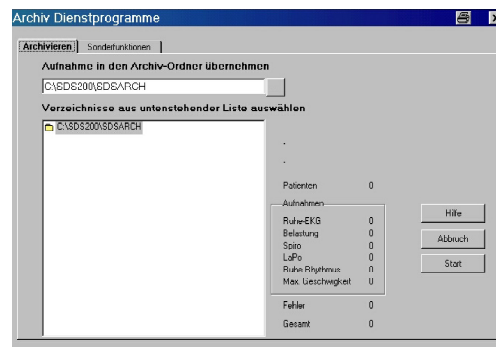 Archiv Dienstprogramme
Archivieren Sonderfunktionen
Aufnahme in den Archiv-Ordner übernehmen
C:\SDS200\SDSARCH
Verzeichnisse aus untenstehender Liste auswählen
C:\SDS200\SDSARCH
Patienten 0
Aufnahmen
Ruhe-EKG 0
Belastung 0
Spiro 0
LaPo 0
Ruhe Rhythmus 0
Max. Geschwigkeit 0
Fehler 0
Gesamt 0
Hilfe
Abbruch
Start